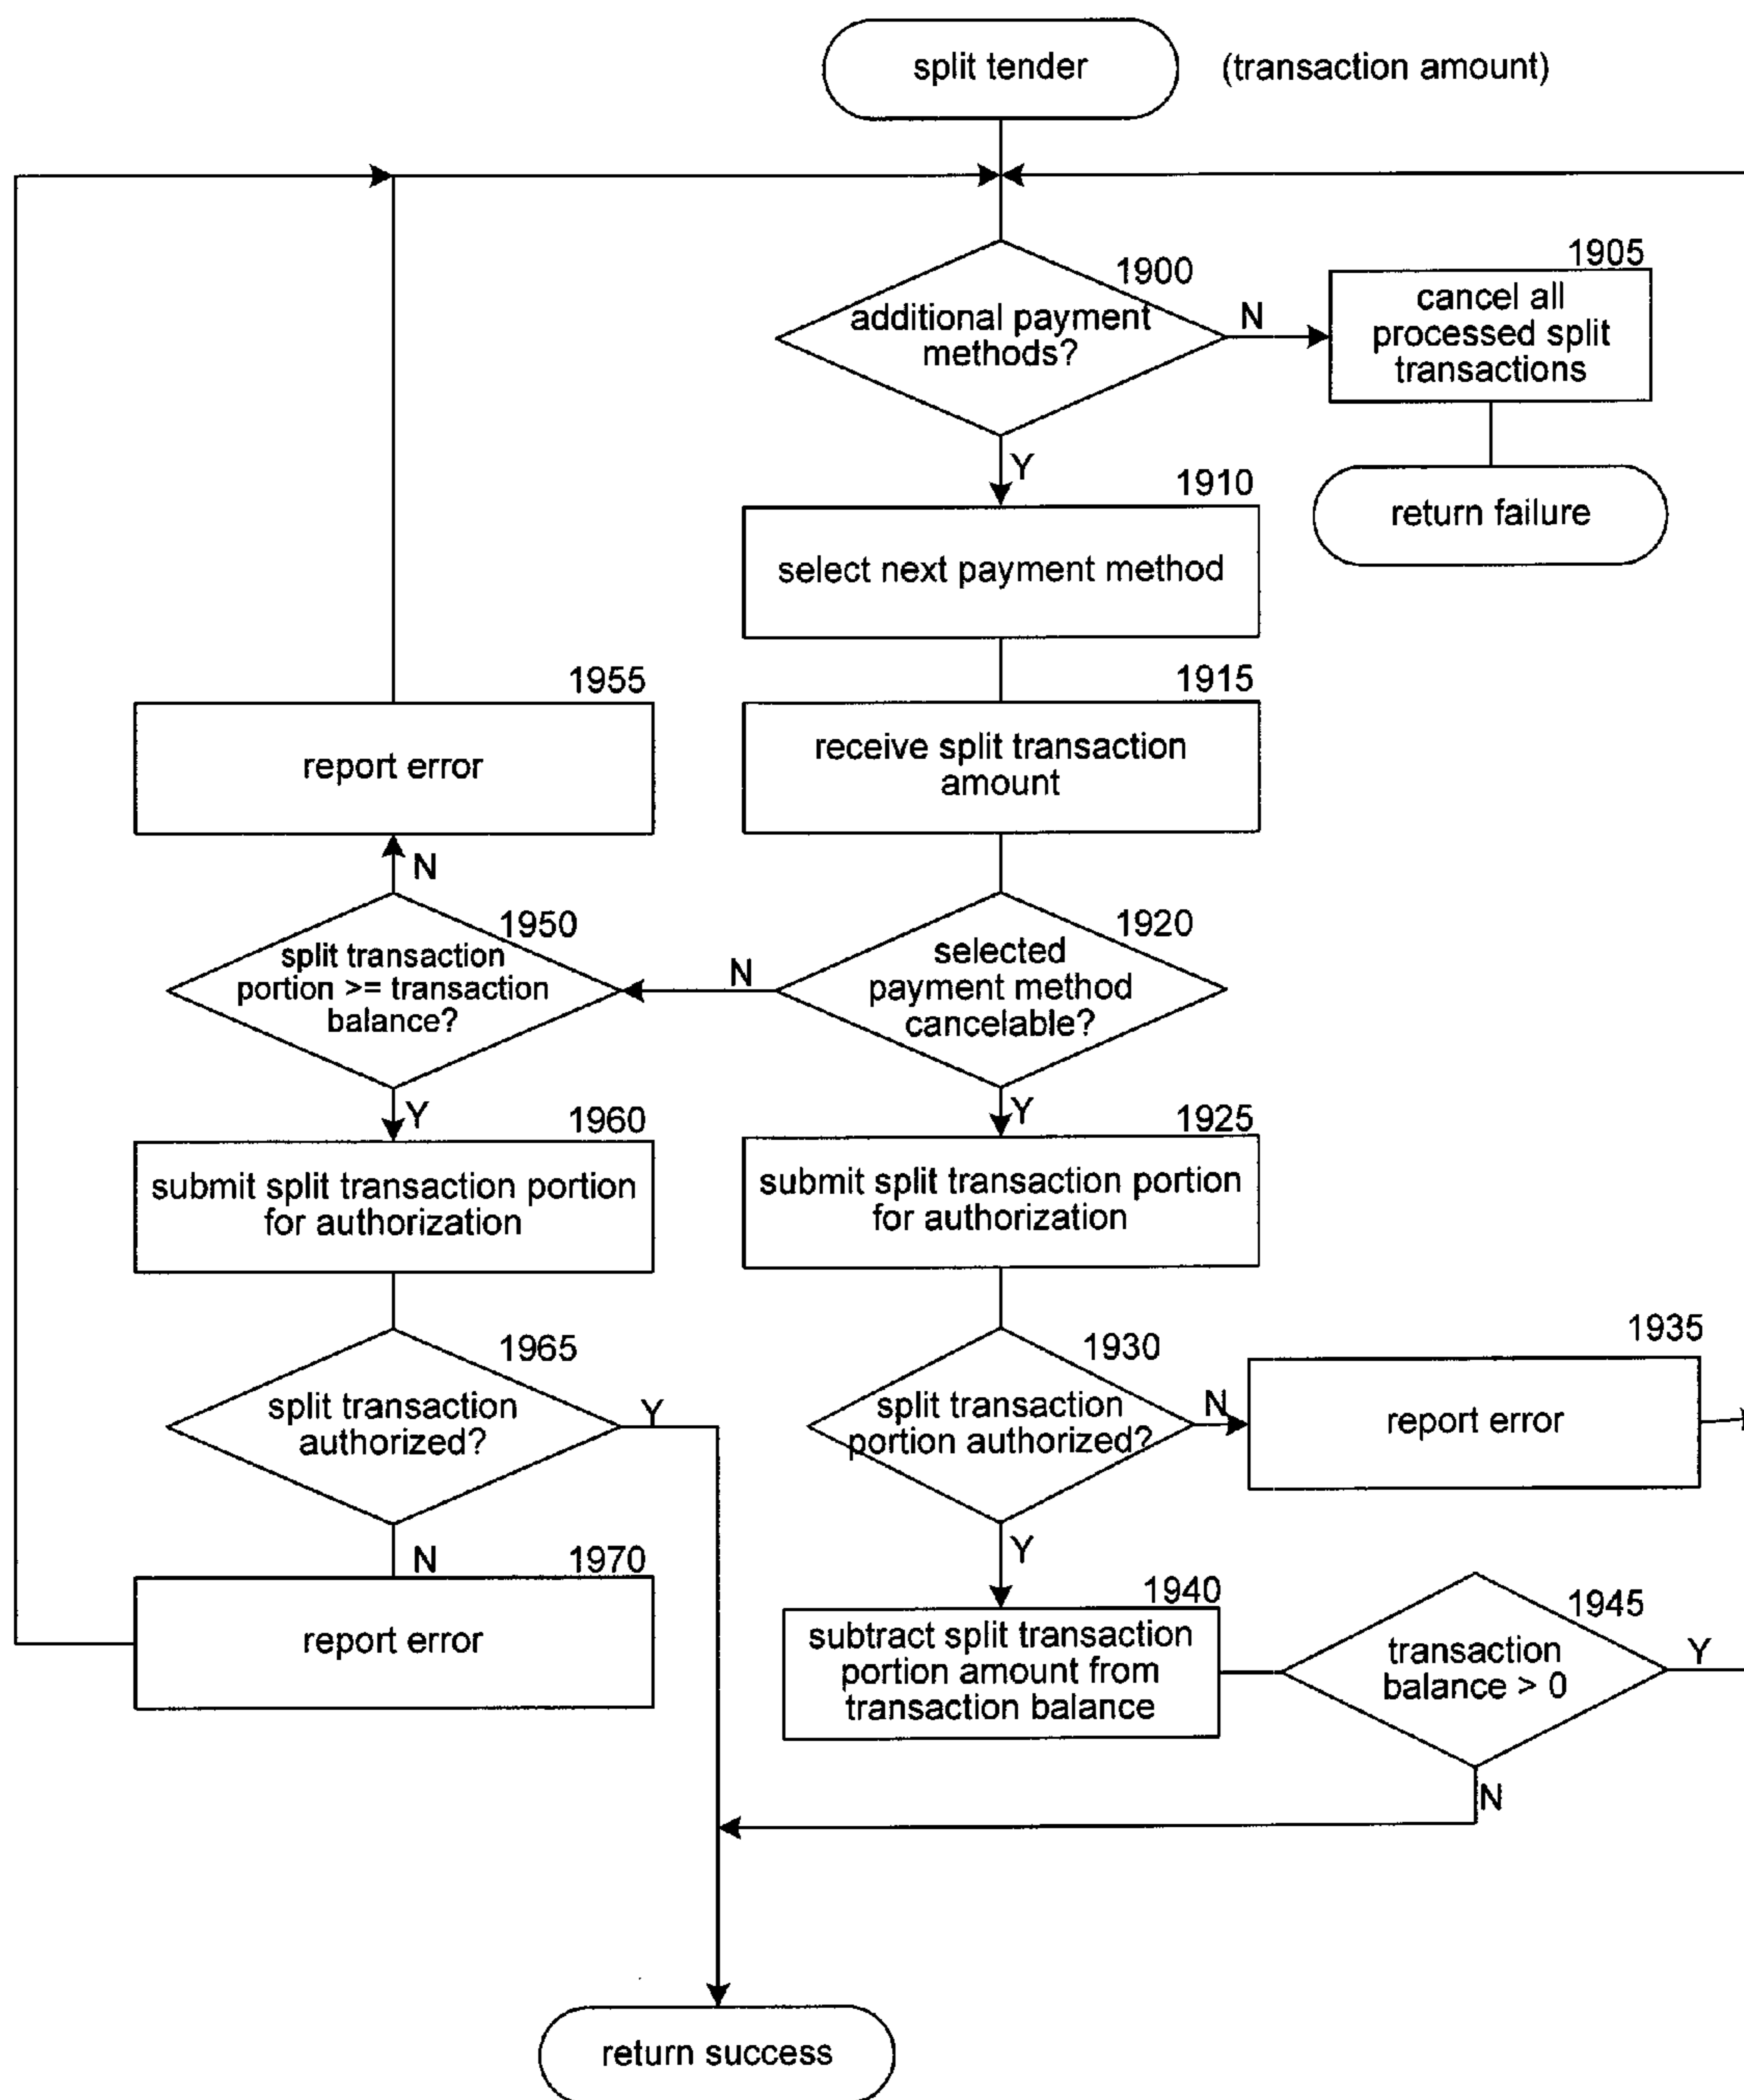 split tender
(transaction amount)
1900
additional payment
methods?
N
1905
cancel all
processed split
transactions
Y
return failure
1910
select next payment method
1955
report error
1915
receive split transaction
amount
N
1950
split transaction
portion >= transaction
balance?
N
1920
selected
payment method
cancelable?
Y
1960
submit split transaction portion
for authorization
Y
1925
submit split transaction portion
for authorization
1965
split transaction
authorized?
Y
1930
split transaction
portion authorized?
N
1935
report error
N
1970
report error
Y
1940
subtract split transaction
portion amount from
transaction balance
1945
transaction
balance > 0
Y
N
return success